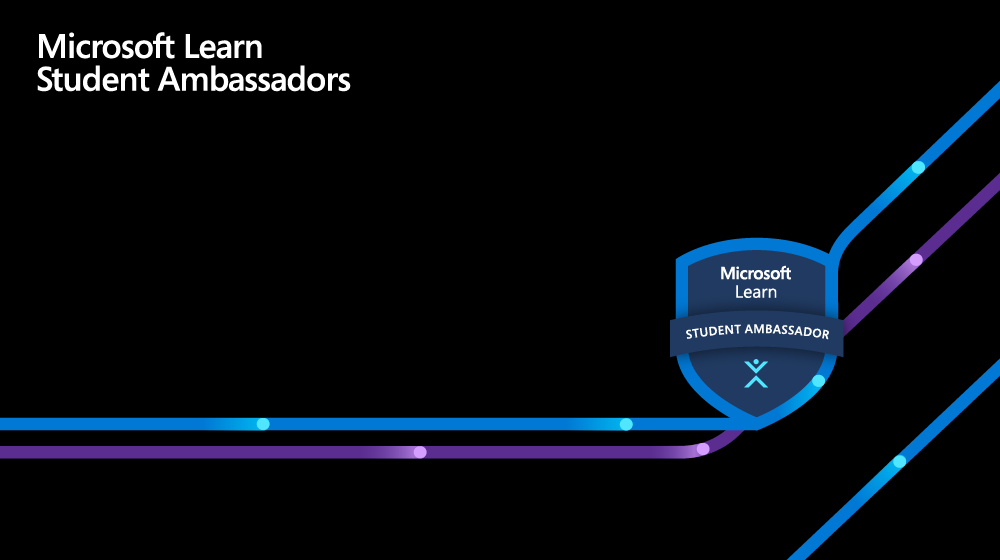 Microsoft Learn
Student Ambassadors
Microsoft
Learn
STUDENT AMBASSADOR